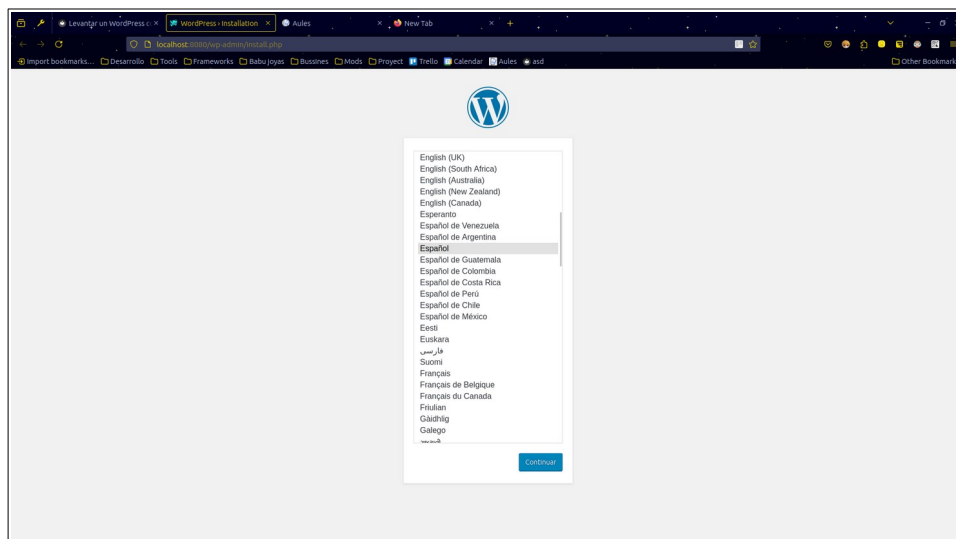 Levantar un WordPress c
WordPress › Installation
Aules
New Tab
localhost:8080/wp-admin/install.php
Import bookmarks... Desarrollo Tools Frameworks Babu Joyas Bussines Mods Proyect Trello Calendar Aules asd Other Bookmark
English (UK)
English (South Africa)
English (Australia)
English (New Zealand)
English (Canada)
Esperanto
Español de Venezuela
Español de Argentina
Español
Español de Guatemala
Español de Colombia
Español de Costa Rica
Español de Perú
Español de Chile
Español de México
Eesti
Euskara
فارسی
Suomi
Français
Français de Belgique
Français du Canada
Friulian
Gàidhlig
Galego
Continuar